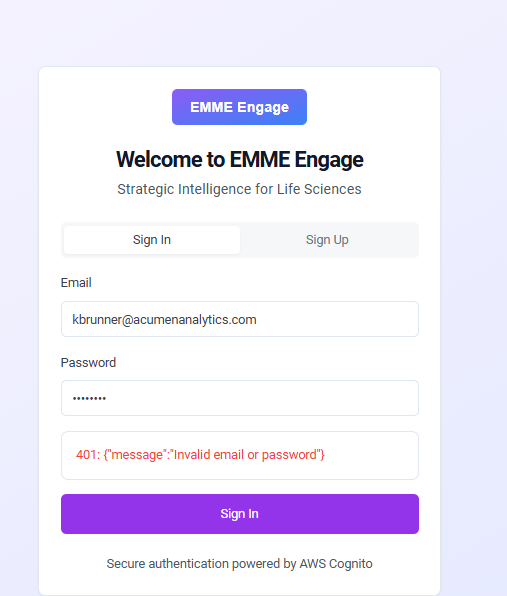 EMME Engage
Welcome to EMME Engage
Strategic Intelligence for Life Sciences
Sign In
Sign Up
Email
kbrunner@acumenanalytics.com
Password
••••••••
401: {"message":"Invalid email or password"}
Sign In
Secure authentication powered by AWS Cognito